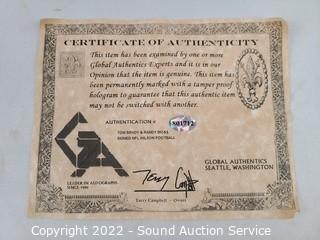 CERTIFICATE OF AUTHENTICITY
This item has been examined by one or more
Global Authentics Experts and it is in our
Opinion that the item is genuine. This has
been permanently marked with a tamper proof
hologram to guarantee that this authentic item
may not be switched with another.
AUTHENTICATION #
TOM BRADY & RANDY MOSS
SIGNED NFL WILSON FOOTBALL
GLOBAL AUTHENTICS
SEATTLE, WASHINGTON
LEADER IN AUTOGRAPHS
Terry Campbell - Owner
Copyright 2022 - Sound Auction Service